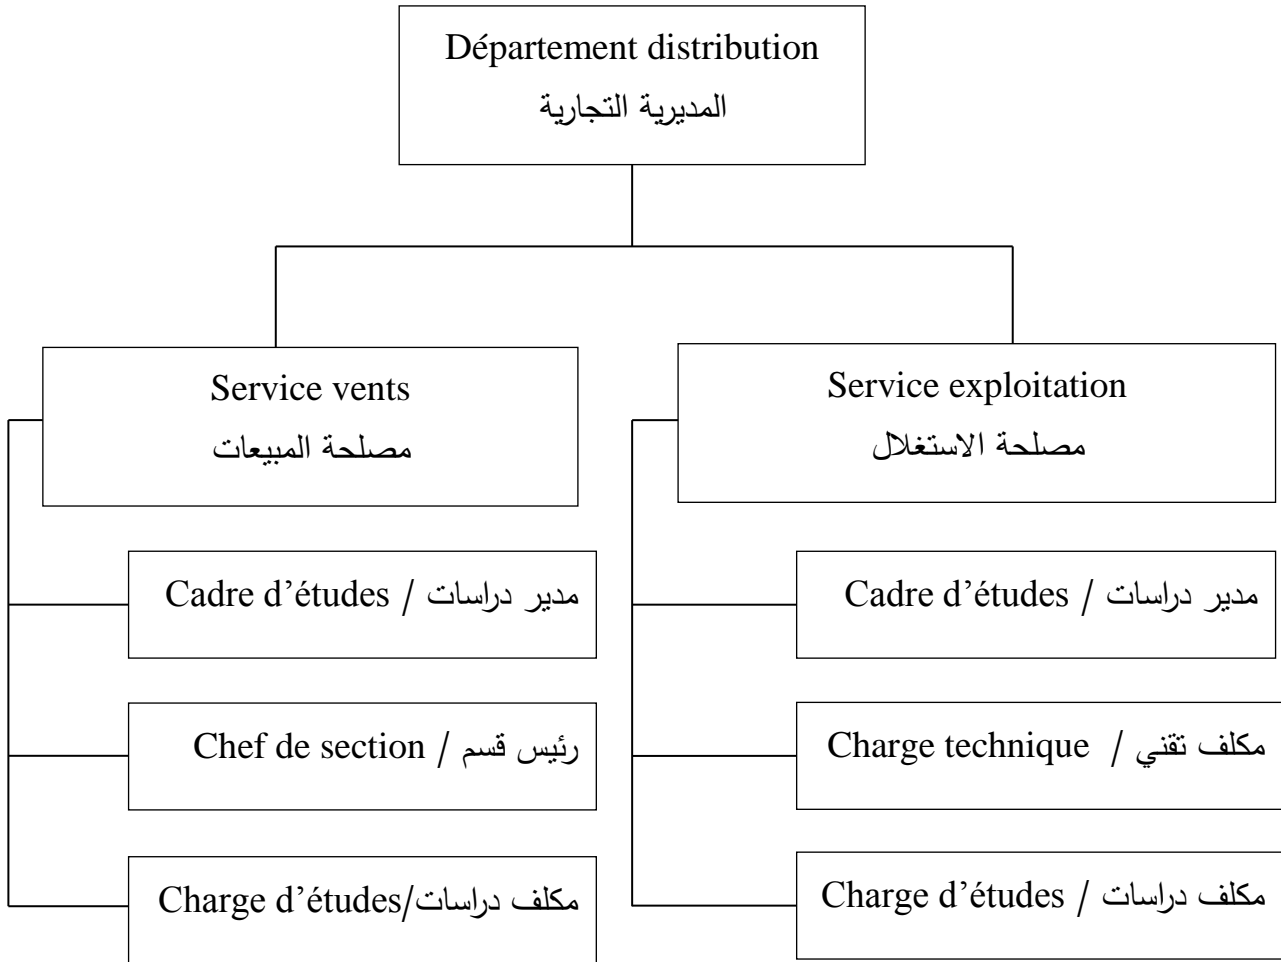 Département distribution
المديرية التجارية
Service vents
مصلحة المبيعات
Service exploitation
مصلحة الاستغلال
Cadre d’études / مدير دراسات
Cadre d’études / مدير دراسات
Chef de section / رئيس قسم
Charge technique / مكلف تقني
Charge d’études/مكلف دراسات
Charge d’études / مكلف دراسات